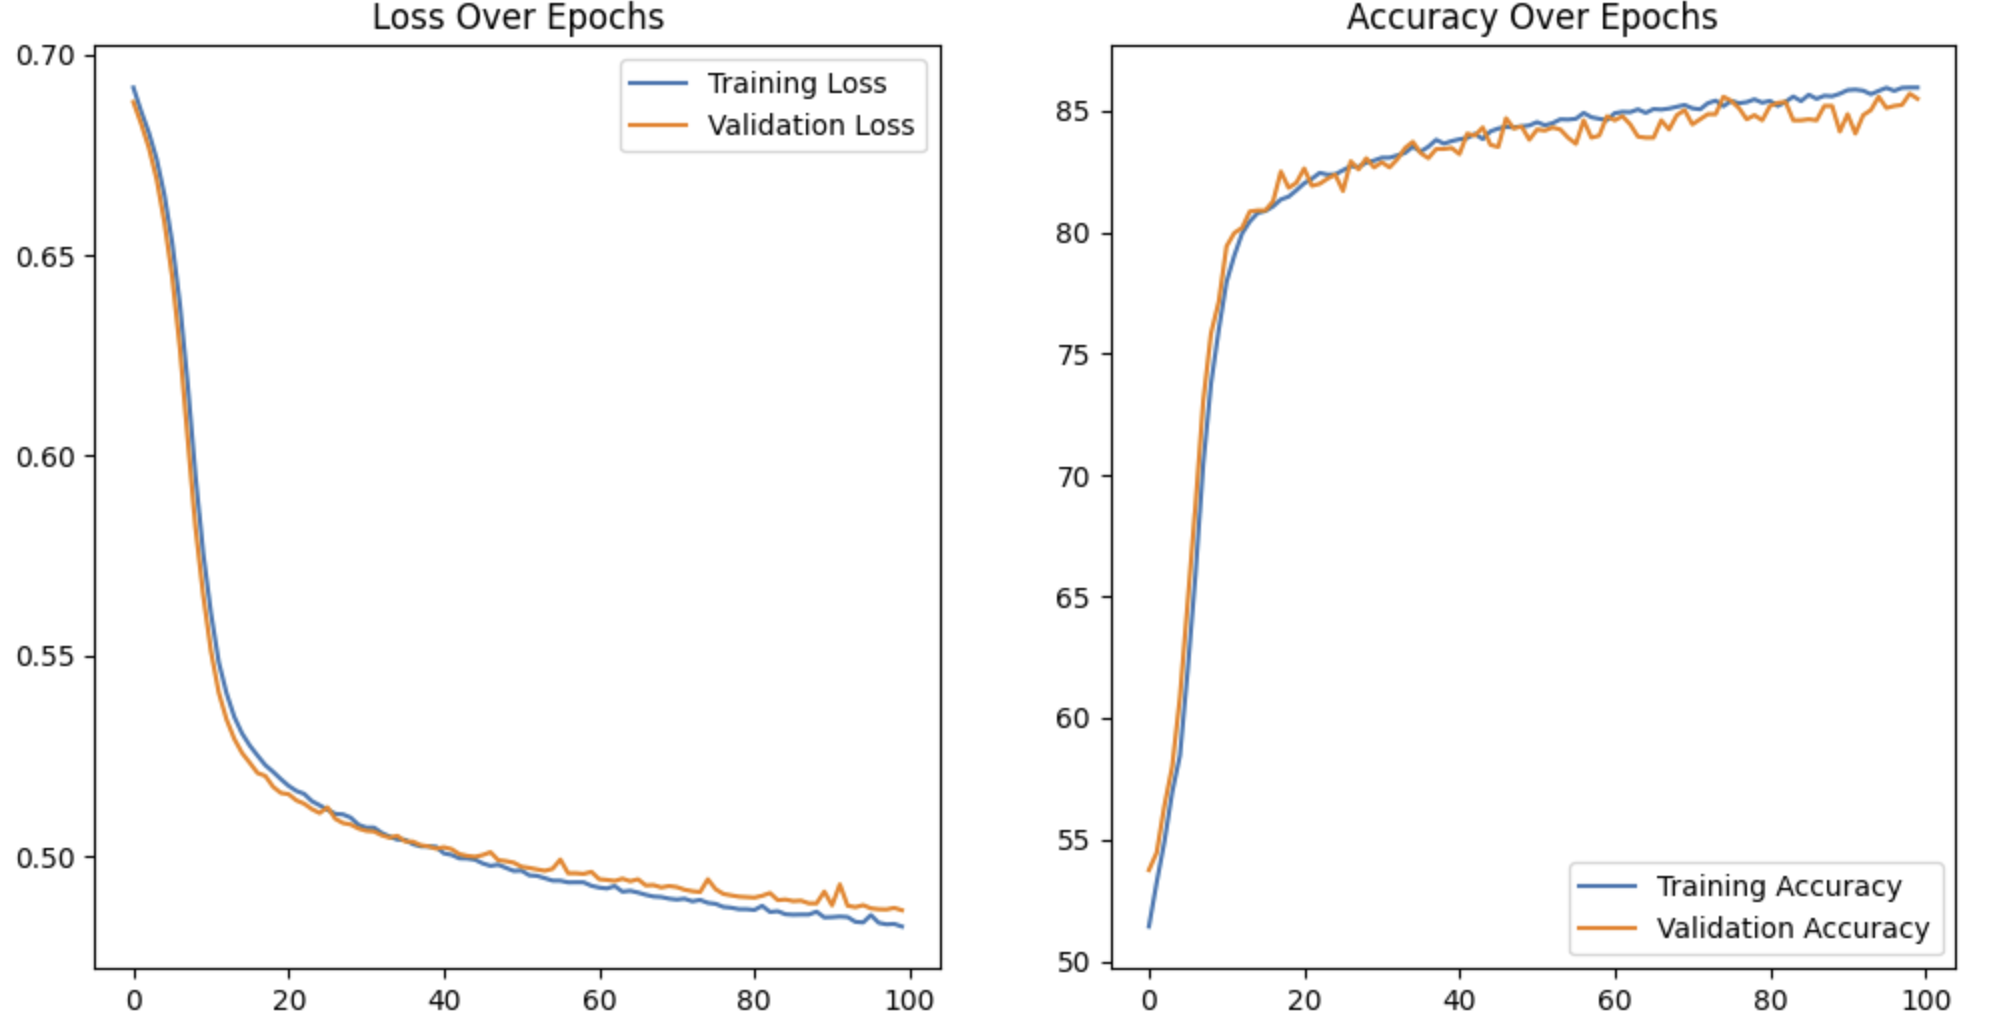 Loss Over Epochs
0.70
0.65
0.60
0.55
0.50
0 20 40 60 80 100
Training Loss
Validation Loss
Accuracy Over Epochs
85
80
75
70
65
60
55
50
0 20 40 60 80 100
Training Accuracy
Validation Accuracy